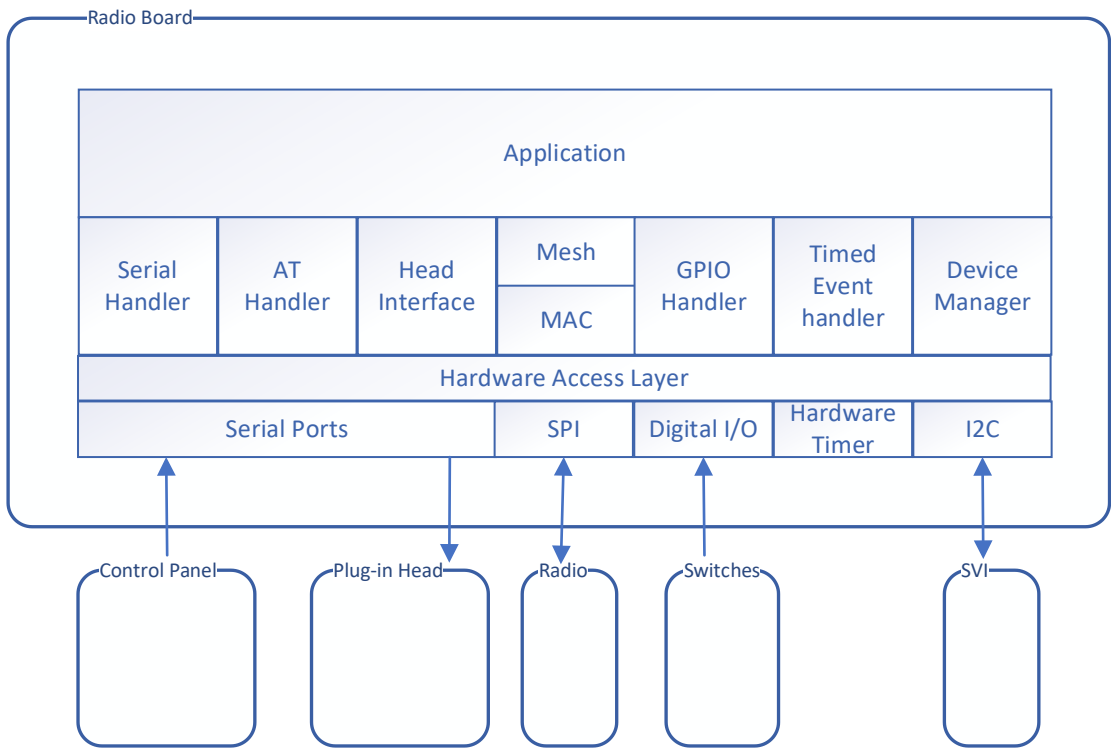 Radio Board
Application
Serial
Handler
AT
Handler
Head
Interface
Mesh
MAC
GPIO
Handler
Timed
Event
handler
Device
Manager
Hardware Access Layer
Serial Ports
SPI
Digital I/O
Hardware
Timer
I2C
Control Panel
Plug-in Head
Radio
Switches
SVI